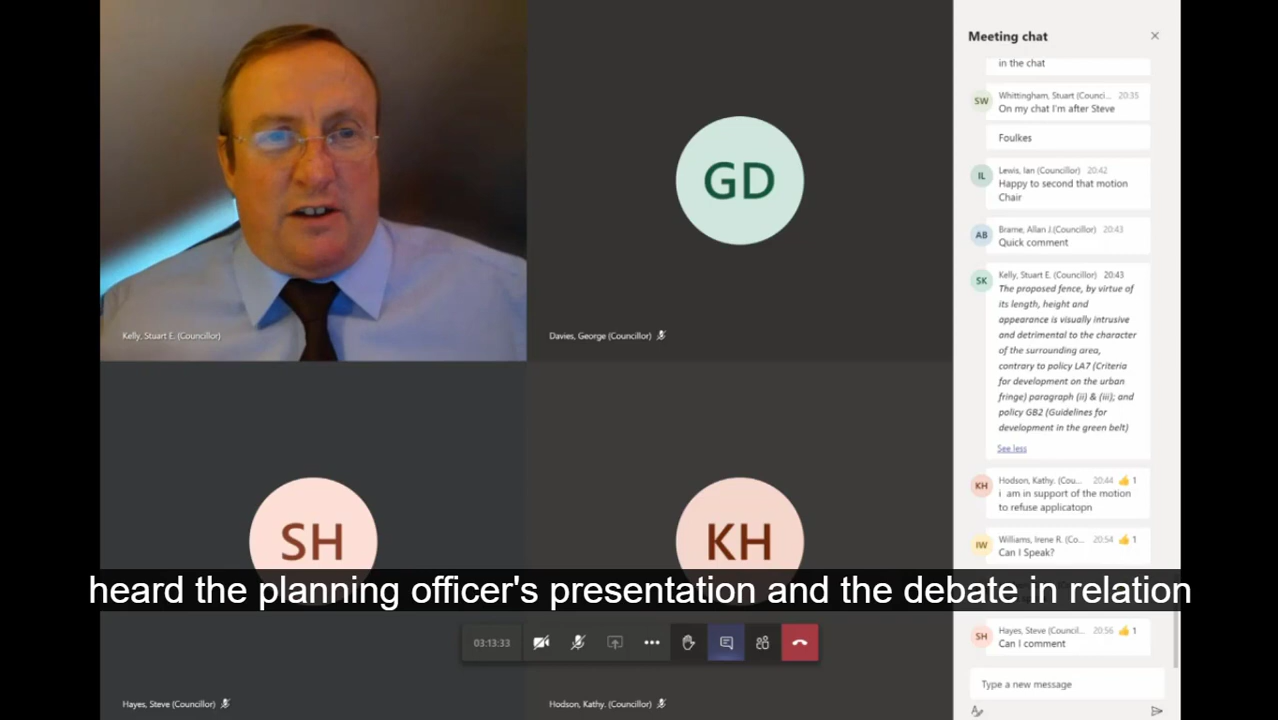 Meeting chat
in the chat
SW
Whittingham, Stuart (Counci... 20:35
On my chat I'm after Steve
Foulkes
IL
Lewis, Ian (Councillor) 20:42
Happy to second that motion
Chair
AB
Brame, Allan J.(Councillor) 20:43
Quick comment
SK
Kelly, Stuart E. (Councillor) 20:43
The proposed fence, by virtue of
its length, height and
appearance is visually intrusive
and detrimental to the character
of the surrounding area,
contrary to policy LA7 (Criteria
for development on the urban
fringe) paragraph (ii) & (iii); and
policy GB2 (Guidelines for
development in the green belt)
See less
KH
Hodson, Kathy. (Cou... 20:44 👍 1
i am in support of the motion
to refuse applicatopn
IW
Williams, Irene R. (Co... 20:54 👍 1
Can I Speak?
SH
Hayes, Steve (Council... 20:56 👍 1
Can I comment
Type a new message
GD
Kelly, Stuart E. (Councillor)
Davies, George (Councillor)
SH
KH
heard the planning officer's presentation and the debate in relation
03:13:33
Hayes, Steve (Councillor)
Hodson, Kathy. (Councillor)